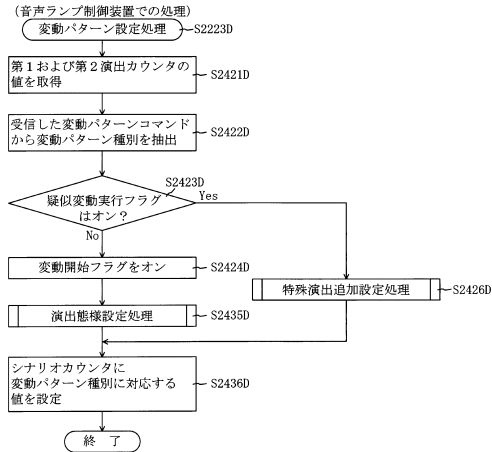 (音声ランプ制御装置での処理)
変動パターン設定処理
S2223D
第1および第2演出カウンタの
値を取得
S2421D
受信した変動パターンコマンド
から変動パターン種別を抽出
S2422D
S2423D
疑似変動実行フラグ
はオン?
Yes
No
変動開始フラグをオン
S2424D
特殊演出追加設定処理
S2426D
演出態様設定処理
S2435D
シナリオカウンタに
変動パターン種別に対応する
値を設定
S2436D
終 了